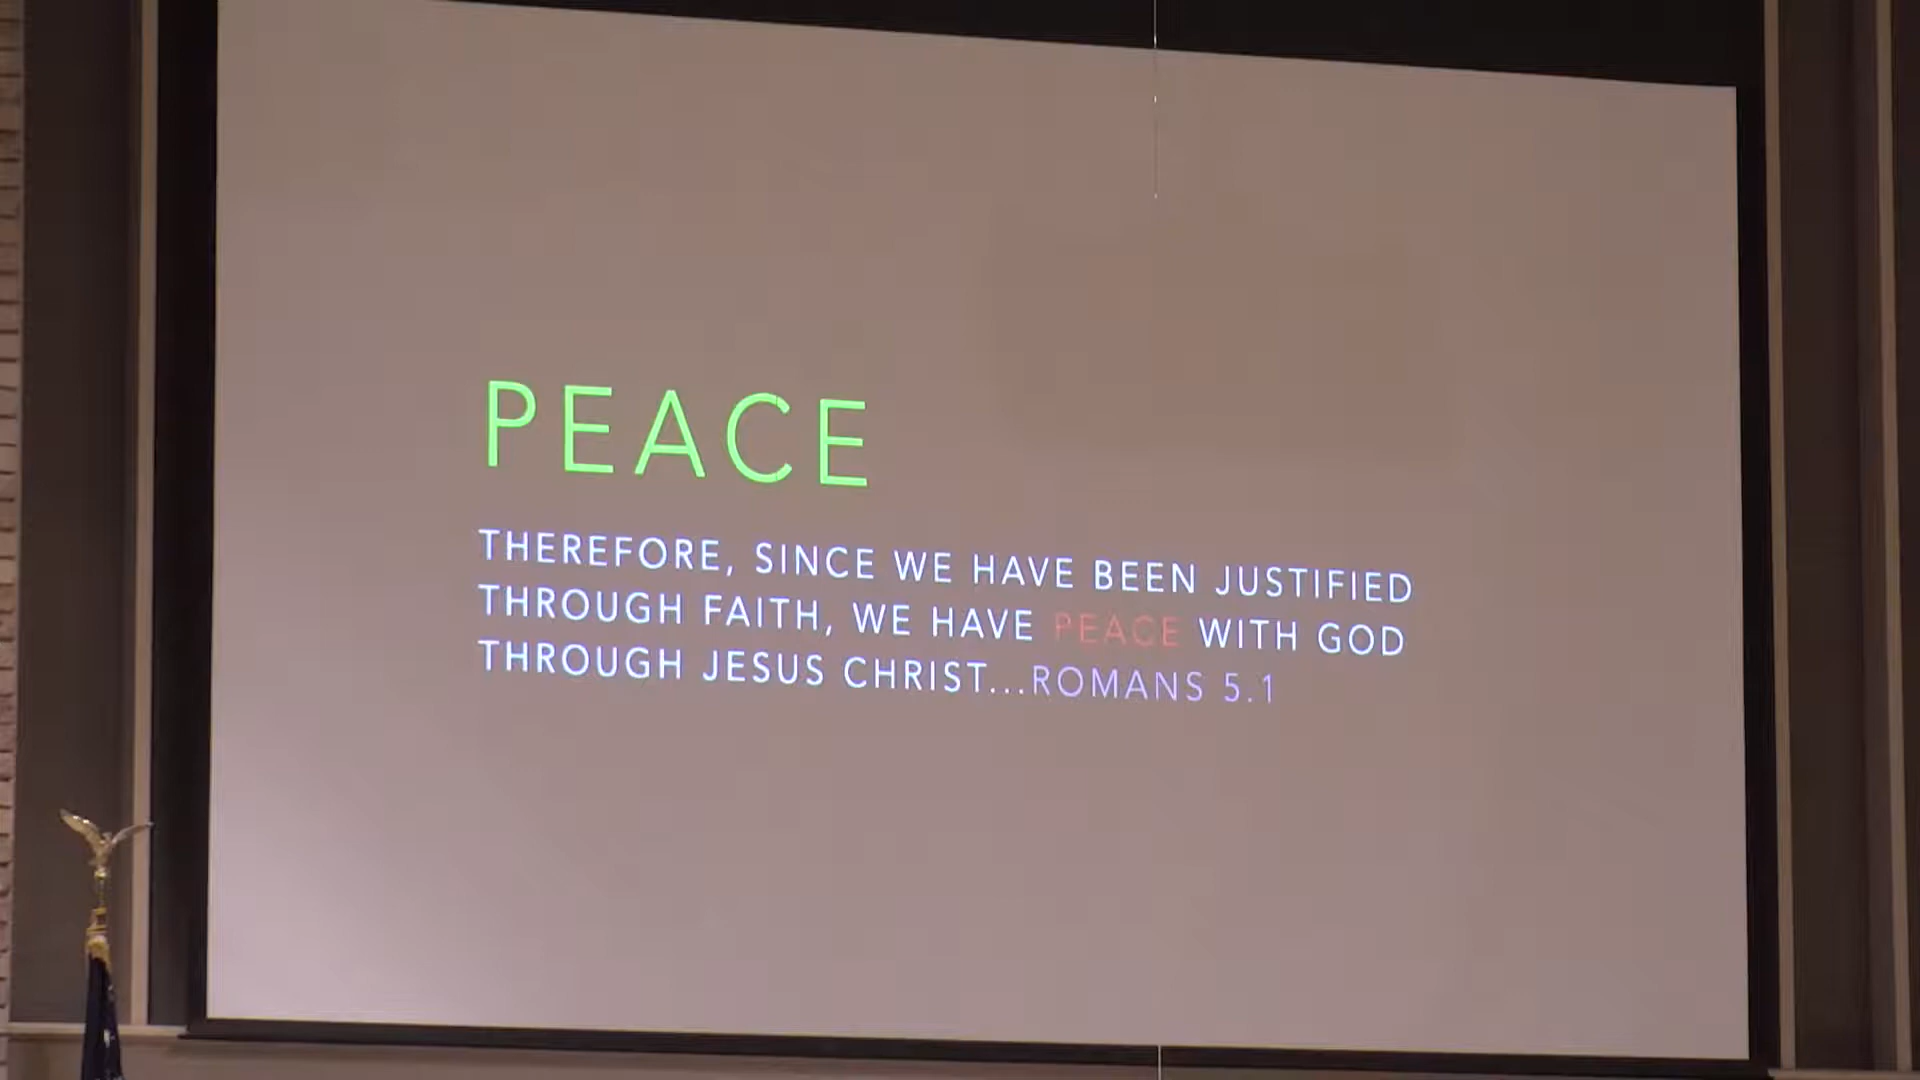 PEACE
THEREFORE, SINCE WE HAVE BEEN JUSTIFIED
THROUGH FAITH, WE HAVE PEACE WITH GOD
THROUGH JESUS CHRIST...ROMANS 5.1